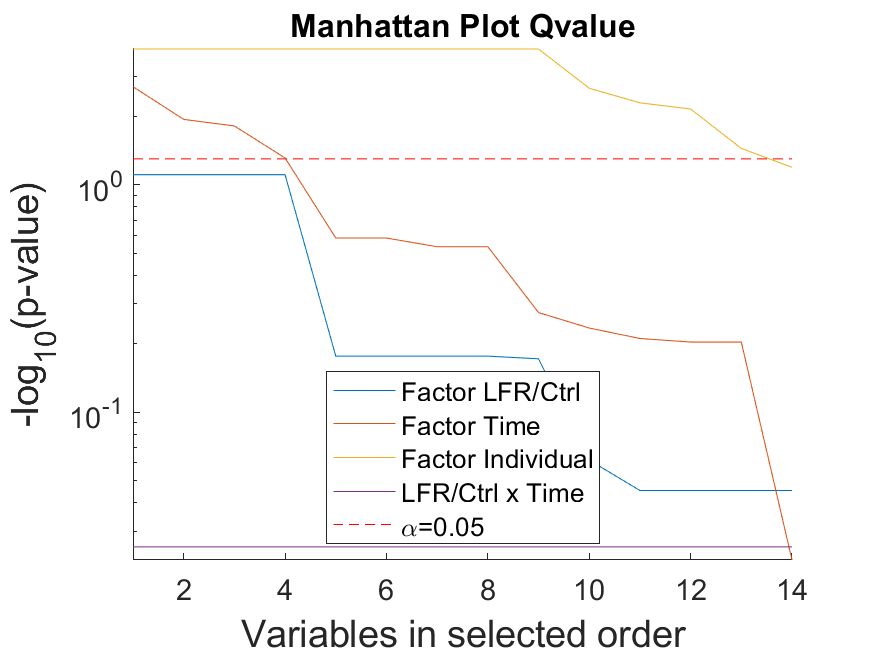 Manhattan Plot Qvalue
-log10(p-value)
10^0
10^-1
Factor LFR/Ctrl
Factor Time
Factor Individual
LFR/Ctrl x Time
α=0.05
2 4 6 8 10 12 14
Variables in selected order